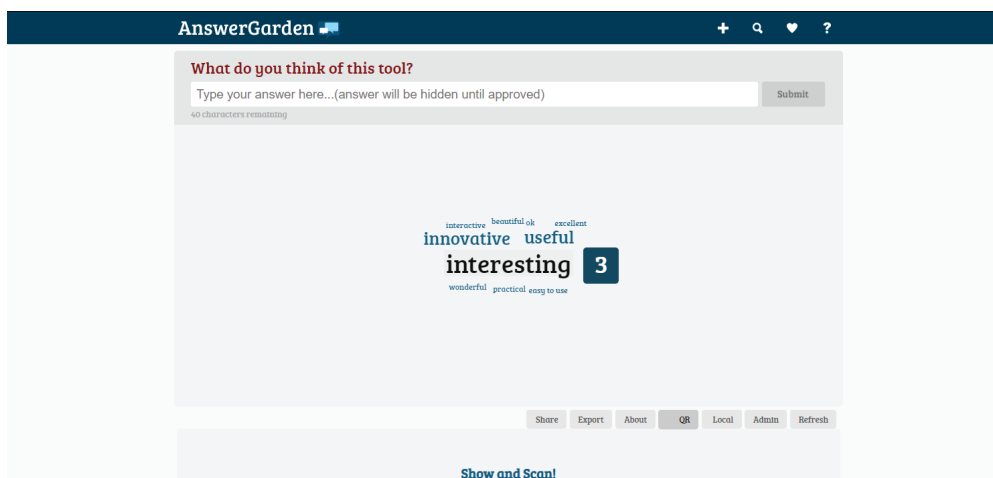 AnswerGarden
?
What do you think of this tool?
Type your answer here...(answer will be hidden until approved)
Submit
40 characters remaining
interactive beautiful ok excellent
innovative useful
interesting 3
wonderful practical easy to use
Share Export About QR Local Admin Refresh
Show and Scan!